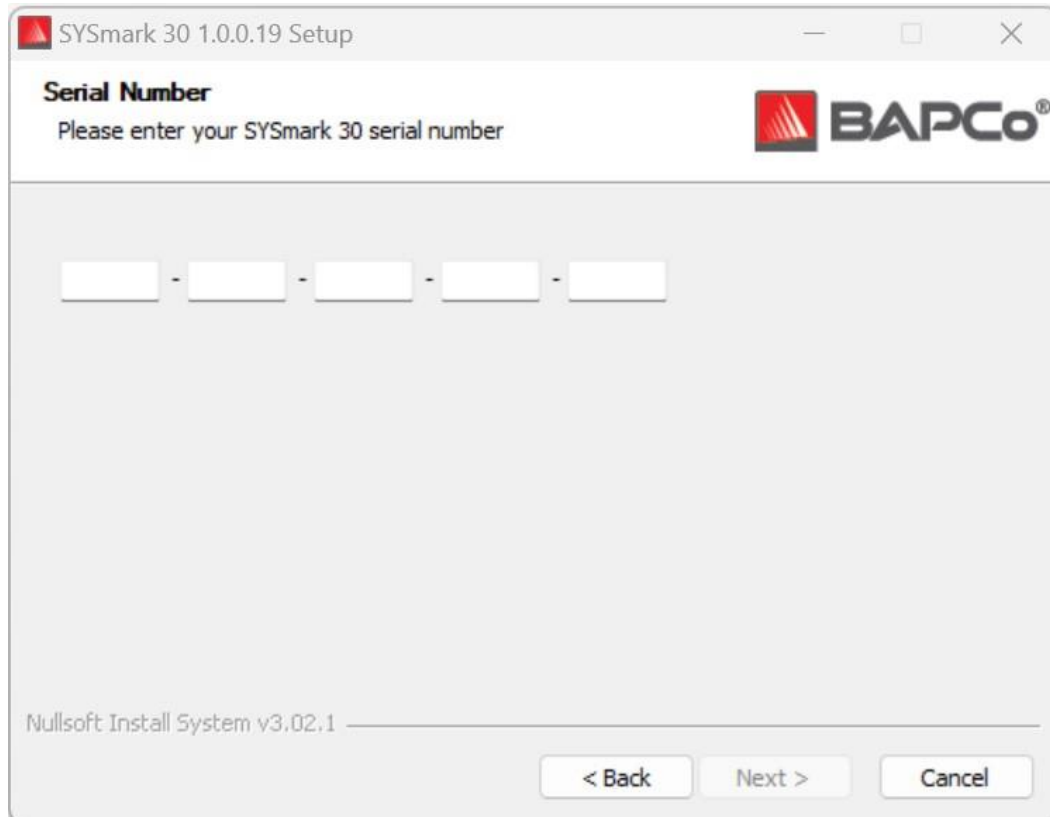 SYSmark 30 1.0.0.19 Setup
Serial Number
Please enter your SYSmark 30 serial number
BAPCo®
- - - -
Nullsoft Install System v3.02.1
< Back Next > Cancel